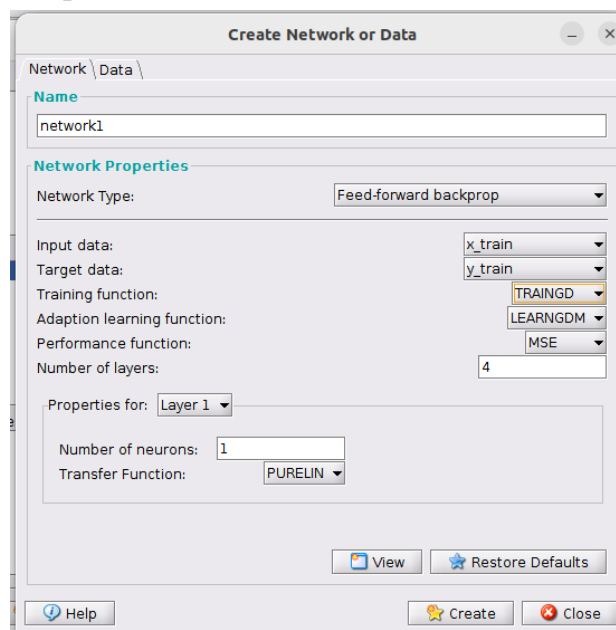 Create Network or Data
Network Data
Name
network1
Network Properties
Network Type: Feed-forward backprop
Input data: x_train
Target data: y_train
Training function: TRAINGD
Adaption learning function: LEARNGDM
Performance function: MSE
Number of layers: 4
Properties for: Layer 1
Number of neurons: 1
Transfer Function: PURELIN
View Restore Defaults
Help Create Close